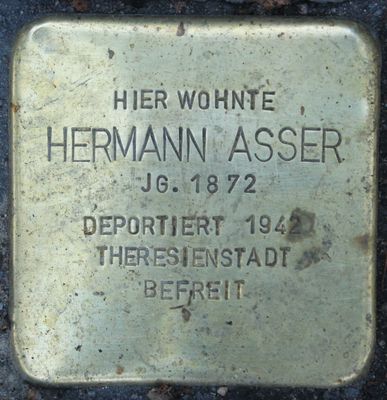 HIER WOHNTE
HERMANN ASSER
JG. 1872
DEPORTIERT 1942
THERESIENSTADT
BEFREIT